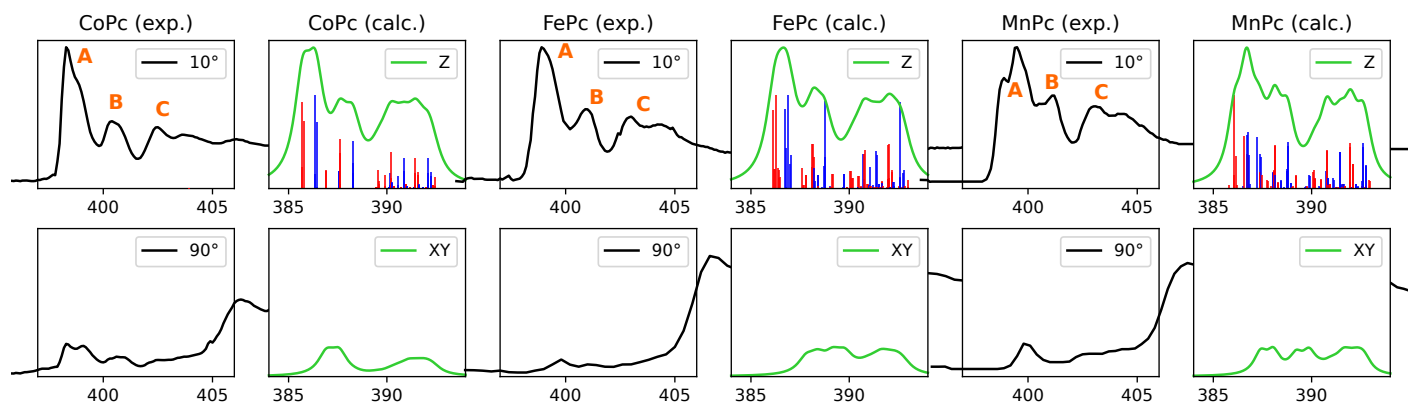 CoPc (exp.) CoPc (calc.) FePc (exp.) FePc (calc.) MnPc (exp.) MnPc (calc.)
10° Z 10° Z 10° Z
A B C A B C A B C
400 405 385 390 400 405 385 390 400 405 385 390
90° XY 90° XY 90° XY
400 405 385 390 400 405 385 390 400 405 385 390